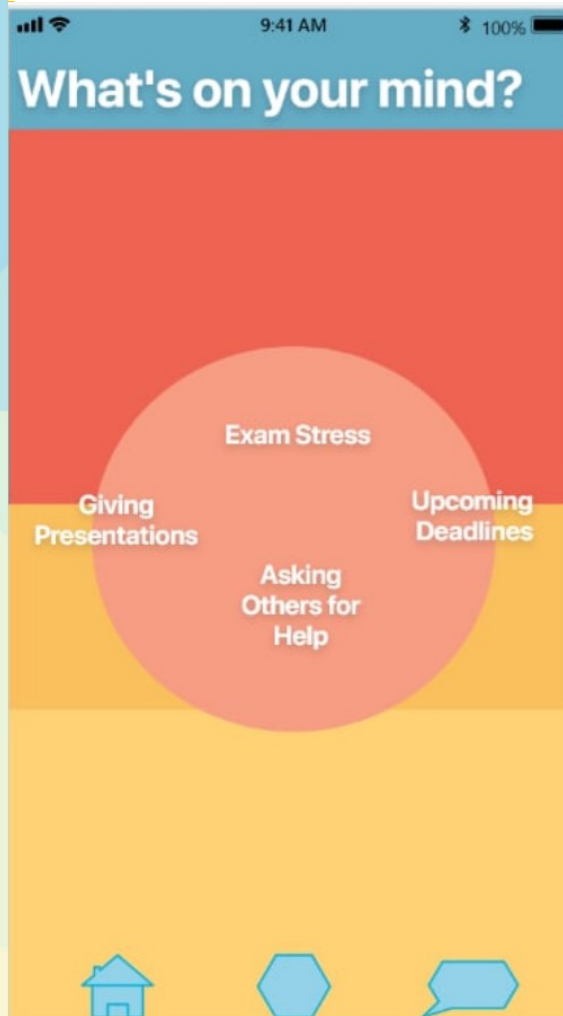 9:41 AM
100%
What's on your mind?
Exam Stress
Giving
Presentations
Upcoming
Deadlines
Asking
Others for
Help